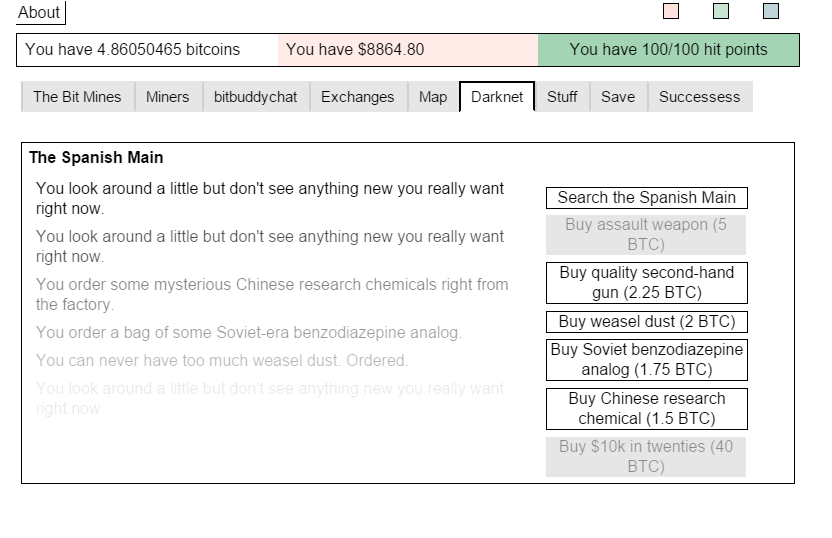 About
You have 4.86050465 bitcoins
You have $8864.80
You have 100/100 hit points
The Bit Mines
Miners
bitbuddychat
Exchanges
Map
Darknet
Stuff
Save
Successess
The Spanish Main
You look around a little but don't see anything new you really want
right now.
You look around a little but don't see anything new you really want
right now.
You order some mysterious Chinese research chemicals right from
the factory.
You order a bag of some Soviet-era benzodiazepine analog.
You can never have too much weasel dust. Ordered.
You look around a little but don't see anything new you really want
right now.
Search the Spanish Main
Buy assault weapon (5
BTC)
Buy quality second-hand
gun (2.25 BTC)
Buy weasel dust (2 BTC)
Buy Soviet benzodiazepine
analog (1.75 BTC)
Buy Chinese research
chemical (1.5 BTC)
Buy $10k in twenties (40
BTC)